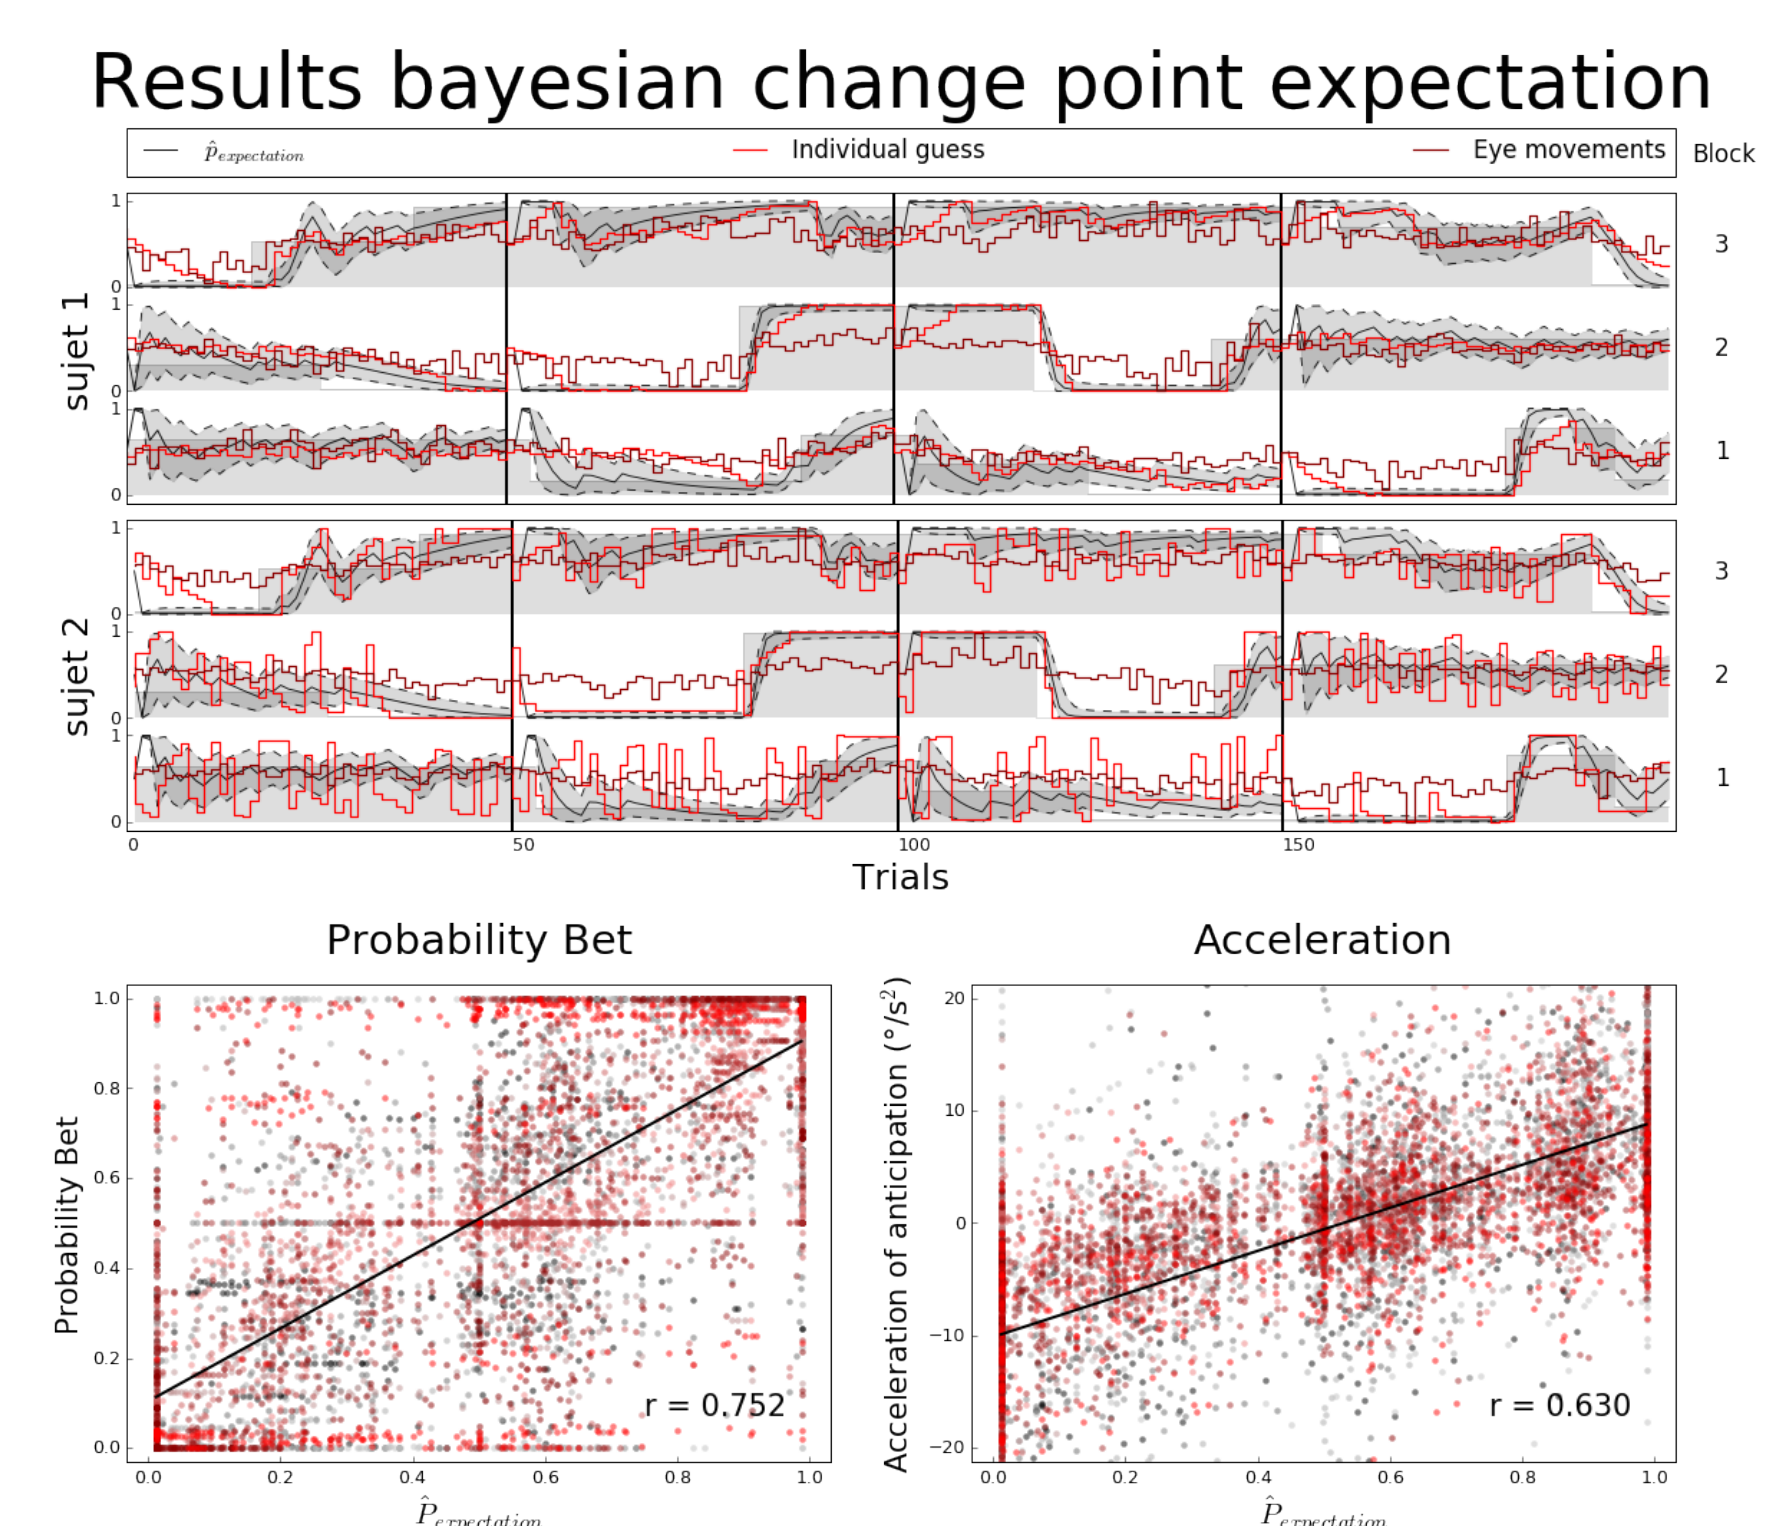 Results bayesian change point expectation
p̂expectation Individual guess Eye movements Block
sujet 1
1
0
3
1
0
2
1
0
1
sujet 2
1
0
3
1
0
2
1
0
1
0 50 100 150
Trials
Probability Bet
Probability Bet
1.0
0.8
0.6
0.4
0.2
0.0
r = 0.752
0.0 0.2 0.4 0.6 0.8 1.0
P̂expectation
Acceleration
Acceleration of anticipation (°/s²)
20
10
0
−10
−20
r = 0.630
0.0 0.2 0.4 0.6 0.8 1.0
P̂expectation